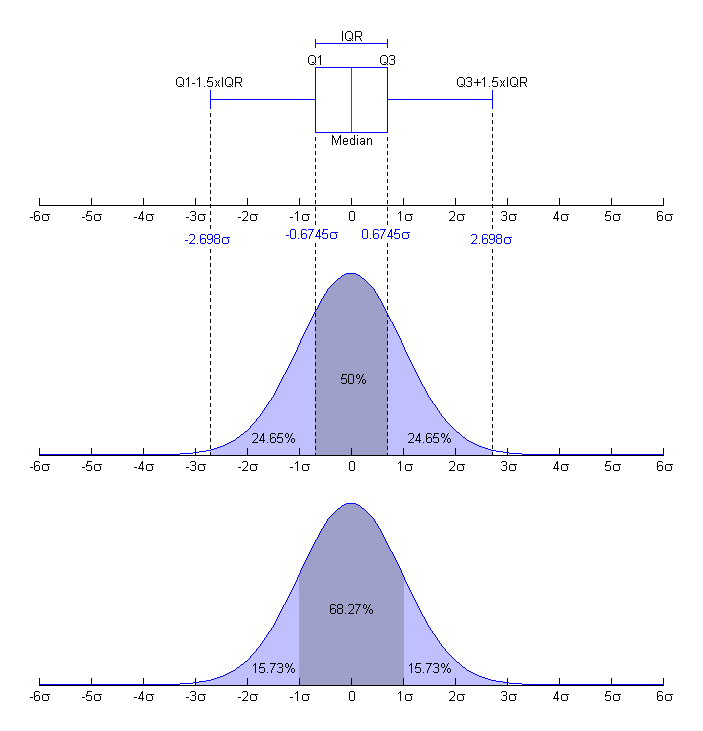 IQR
Q1 Q3
Q1-1.5xIQR Q3+1.5xIQR
Median
-6σ -5σ -4σ -3σ -2σ -1σ 0 1σ 2σ 3σ 4σ 5σ 6σ
-2.698σ -0.6745σ 0.6745σ 2.698σ
50%
24.65% 24.65%
-6σ -5σ -4σ -3σ -2σ -1σ 0 1σ 2σ 3σ 4σ 5σ 6σ
68.27%
15.73% 15.73%
-6σ -5σ -4σ -3σ -2σ -1σ 0 1σ 2σ 3σ 4σ 5σ 6σ